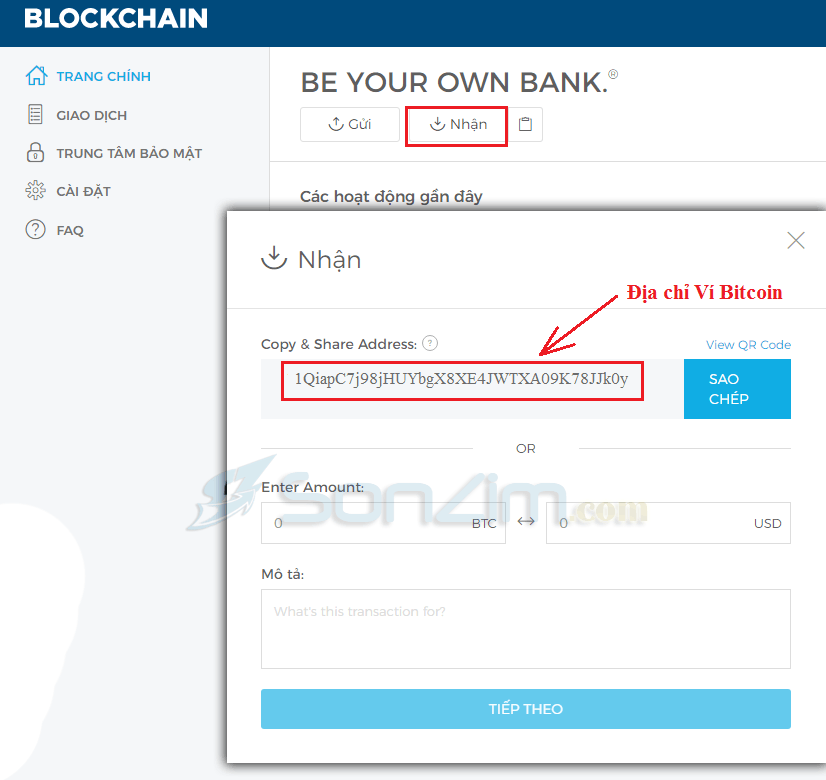 BLOCKCHAIN
TRANG CHÍNH
GIAO DỊCH
TRUNG TÂM BẢO MẬT
CÀI ĐẶT
FAQ
BE YOUR OWN BANK.®
Gửi
Nhận
Các hoạt động gần đây
Nhận
Địa chỉ Ví Bitcoin
Copy & Share Address: ?
View QR Code
1QiapC7j98jHUYbgX8XE4JWTXA09K78JJk0y
SAO
CHÉP
OR
SonZim.com
Enter Amount:
0 BTC
0 USD
Mô tả:
What's this transaction for?
TIẾP THEO